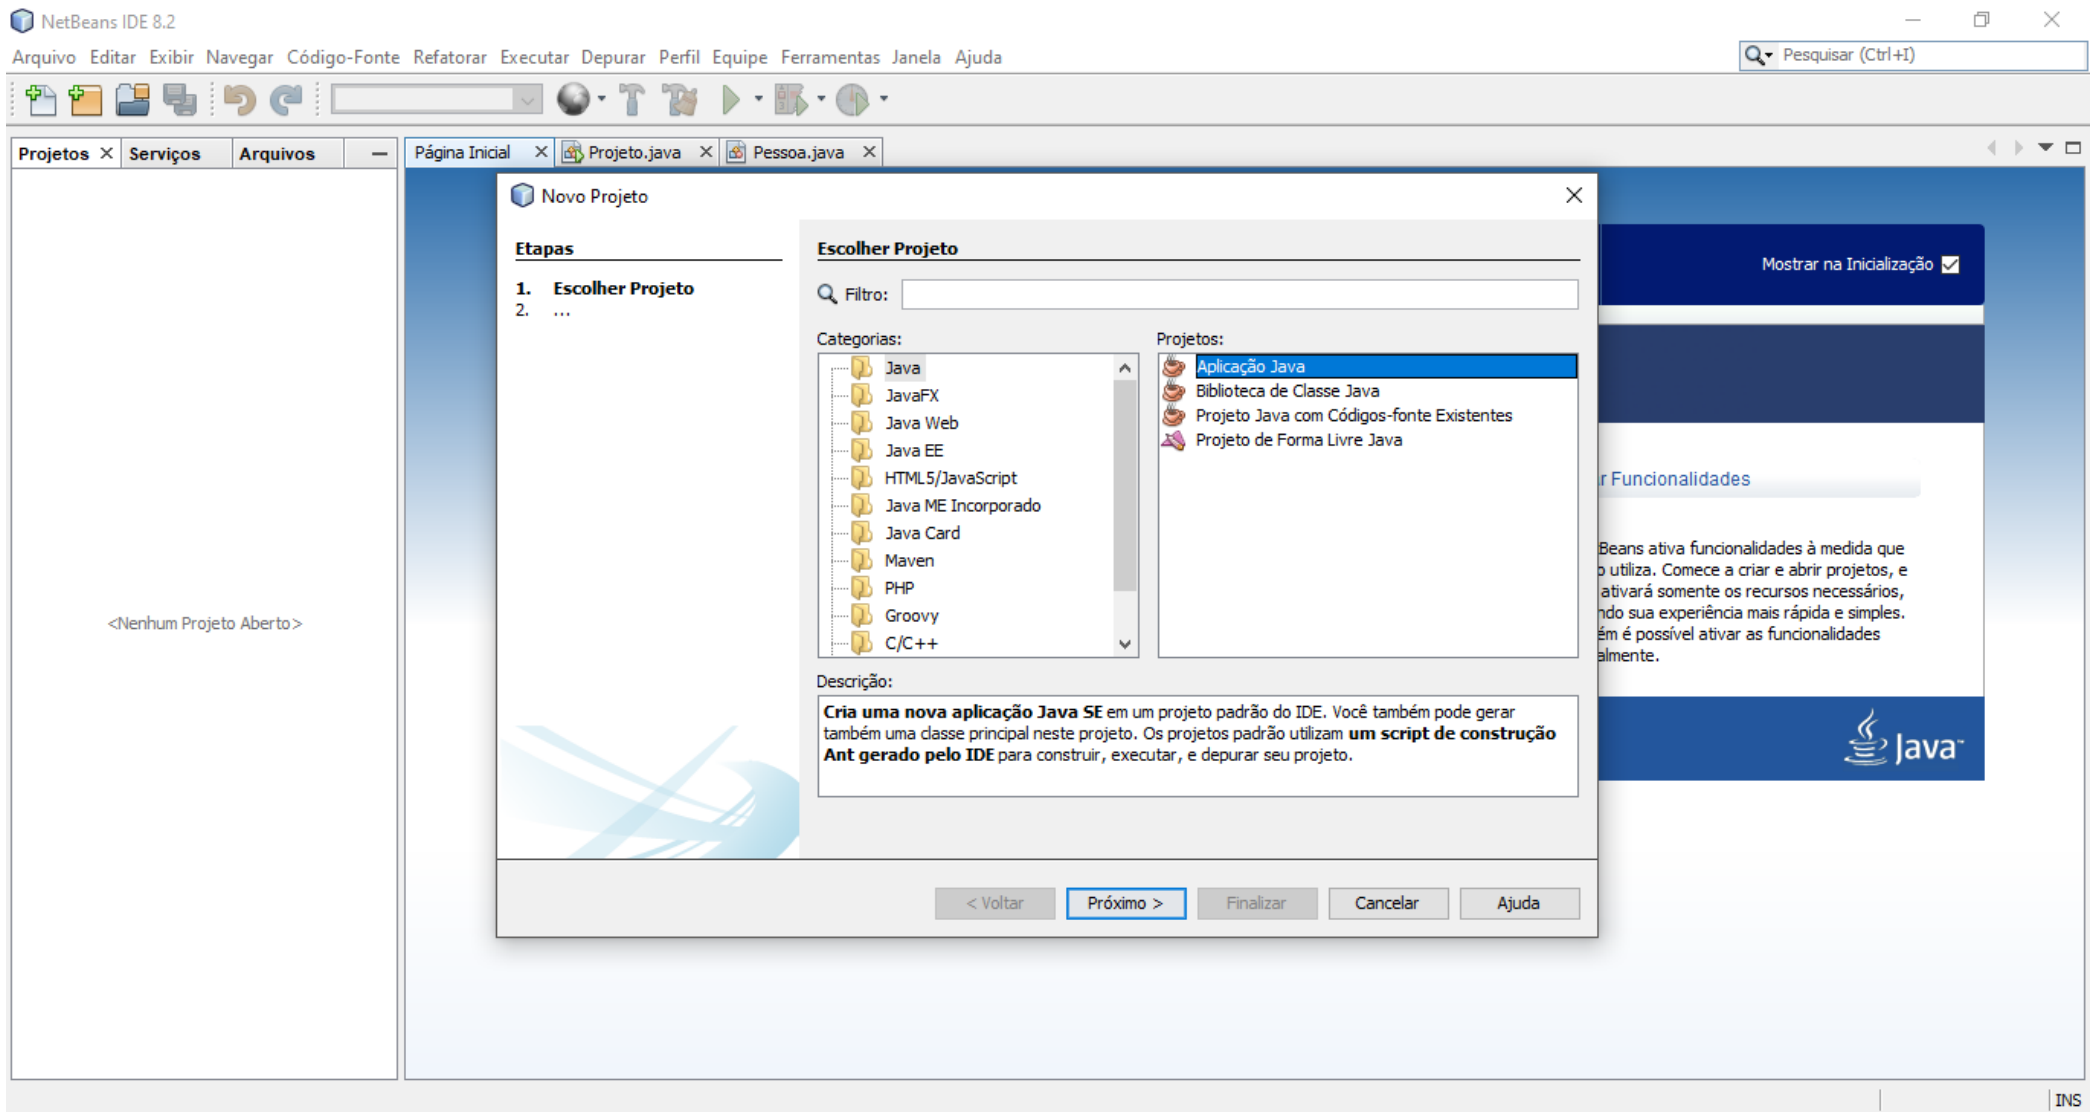 NetBeans IDE 8.2
Arquivo Editar Exibir Navegar Código-Fonte Refatorar Executar Depurar Perfil Equipe Ferramentas Janela Ajuda
Pesquisar (Ctrl+I)
Projetos Serviços Arquivos
Página Inicial Projeto.java Pessoa.java
Novo Projeto
Etapas
1. Escolher Projeto
2. ...
Escolher Projeto
Filtro:
Categorias:
Java
JavaFX
Java Web
Java EE
HTML5/JavaScript
Java ME Incorporado
Java Card
Maven
PHP
Groovy
C/C++
Projetos:
Aplicação Java
Biblioteca de Classe Java
Projeto Java com Códigos-fonte Existentes
Projeto de Forma Livre Java
Descrição:
Cria uma nova aplicação Java SE em um projeto padrão do IDE. Você também pode gerar
também uma classe principal neste projeto. Os projetos padrão utilizam um script de construção
Ant gerado pelo IDE para construir, executar, e depurar seu projeto.
< Voltar Próximo > Finalizar Cancelar Ajuda
<Nenhum Projeto Aberto>
Mostrar na Inicialização
r Funcionalidades
Beans ativa funcionalidades à medida que
o utiliza. Comece a criar e abrir projetos, e
ativará somente os recursos necessários,
ndo sua experiência mais rápida e simples.
ém é possível ativar as funcionalidades
almente.
Java
INS